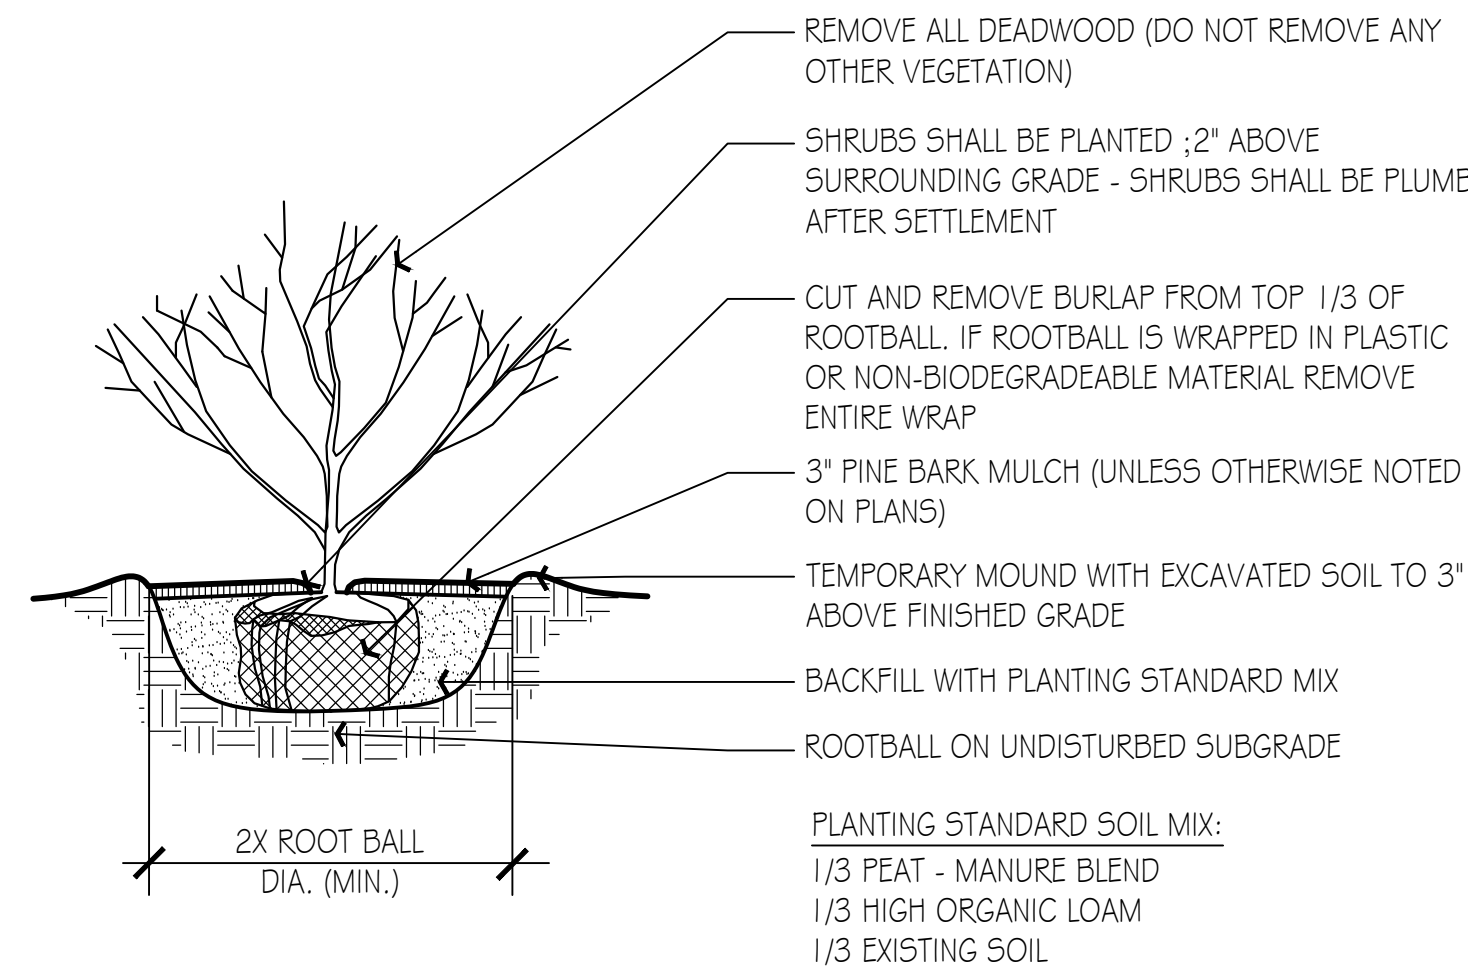 REMOVE ALL DEADWOOD (DO NOT REMOVE ANY
OTHER VEGETATION)
SHRUBS SHALL BE PLANTED ;2" ABOVE
SURROUNDING GRADE - SHRUBS SHALL BE PLUMB
AFTER SETTLEMENT
CUT AND REMOVE BURLAP FROM TOP 1/3 OF
ROOTBALL. IF ROOTBALL IS WRAPPED IN PLASTIC
OR NON-BIODEGRADEABLE MATERIAL REMOVE
ENTIRE WRAP
3" PINE BARK MULCH (UNLESS OTHERWISE NOTED
ON PLANS)
TEMPORARY MOUND WITH EXCAVATED SOIL TO 3"
ABOVE FINISHED GRADE
BACKFILL WITH PLANTING STANDARD MIX
ROOTBALL ON UNDISTURBED SUBGRADE
2X ROOT BALL
DIA. (MIN.)
PLANTING STANDARD SOIL MIX:
1/3 PEAT - MANURE BLEND
1/3 HIGH ORGANIC LOAM
1/3 EXISTING SOIL